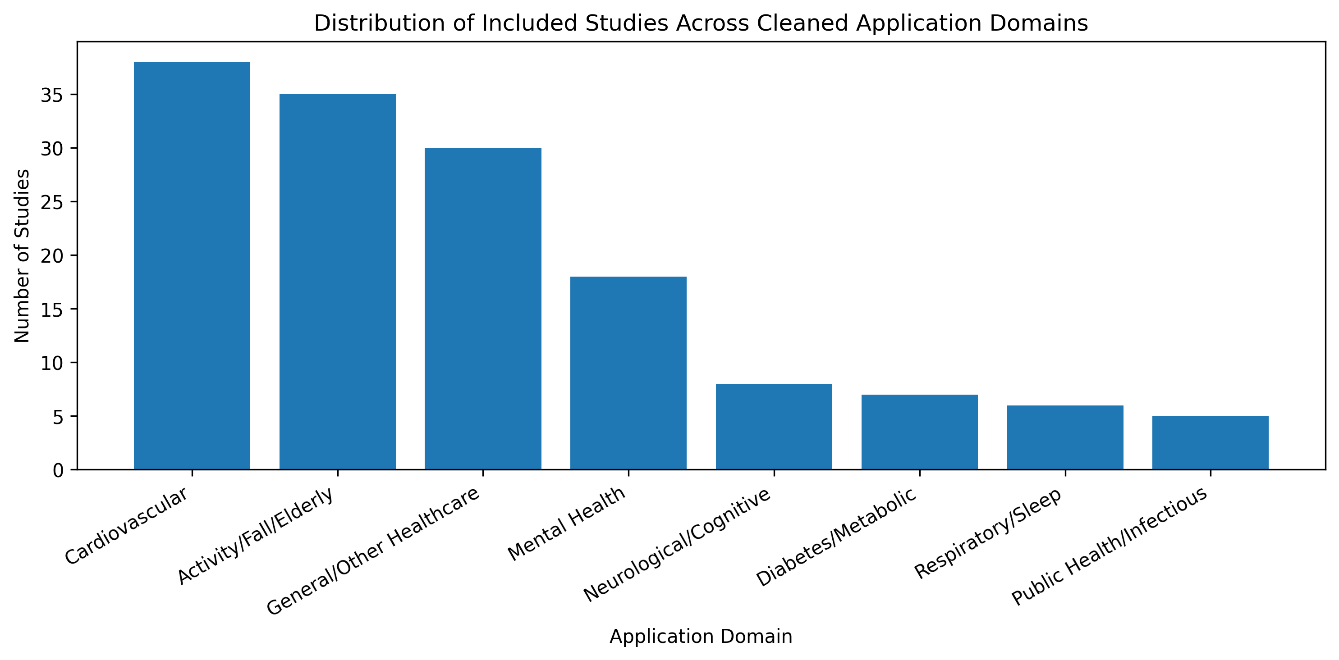 Distribution of Included Studies Across Cleaned Application Domains
Number of Studies
35
30
25
20
15
10
5
0
Cardiovascular
Activity/Fall/Elderly
General/Other Healthcare
Mental Health
Neurological/Cognitive
Diabetes/Metabolic
Respiratory/Sleep
Public Health/Infectious
Application Domain